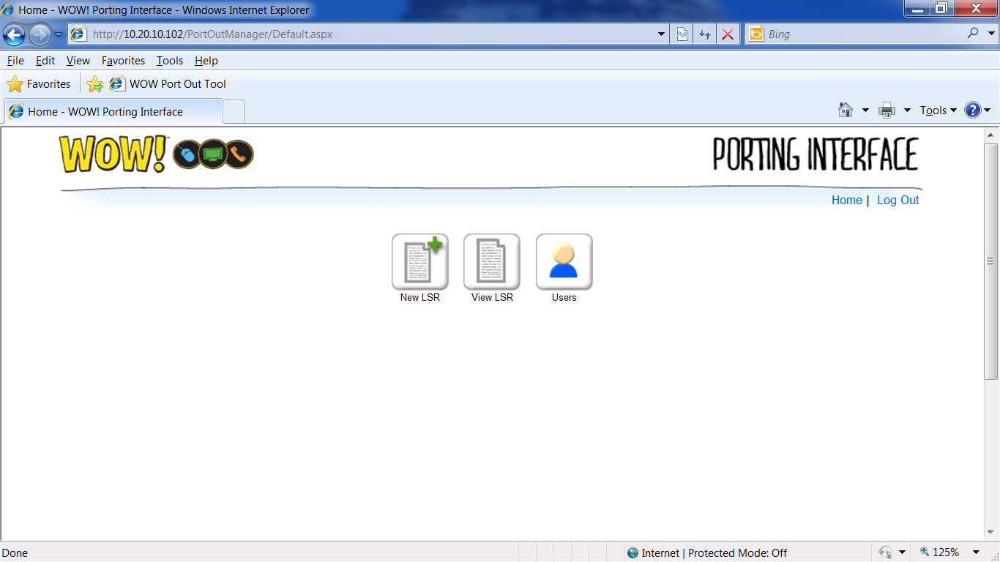 Home - WOW! Porting Interface - Windows Internet Explorer
http://10.20.10.102/PortOutManager/Default.aspx
Bing
File Edit View Favorites Tools Help
Favorites WOW Port Out Tool
Home - WOW! Porting Interface
Tools
WOW! PORTING INTERFACE
Home | Log Out
New LSR View LSR Users
Done Internet | Protected Mode: Off 125%